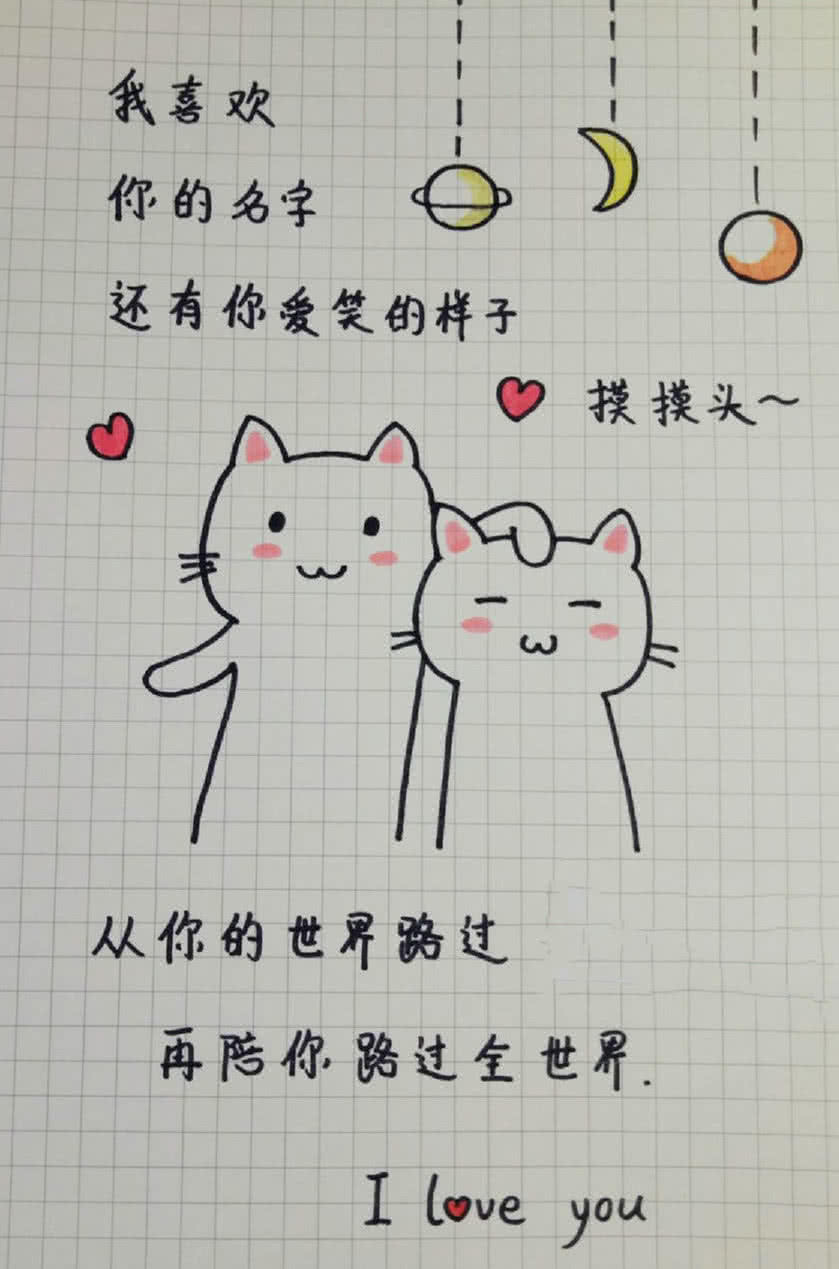 我喜欢
你的名字
还有你爱笑的样子
摸摸头～
从你的世界路过
再陪你路过全世界.
I love you